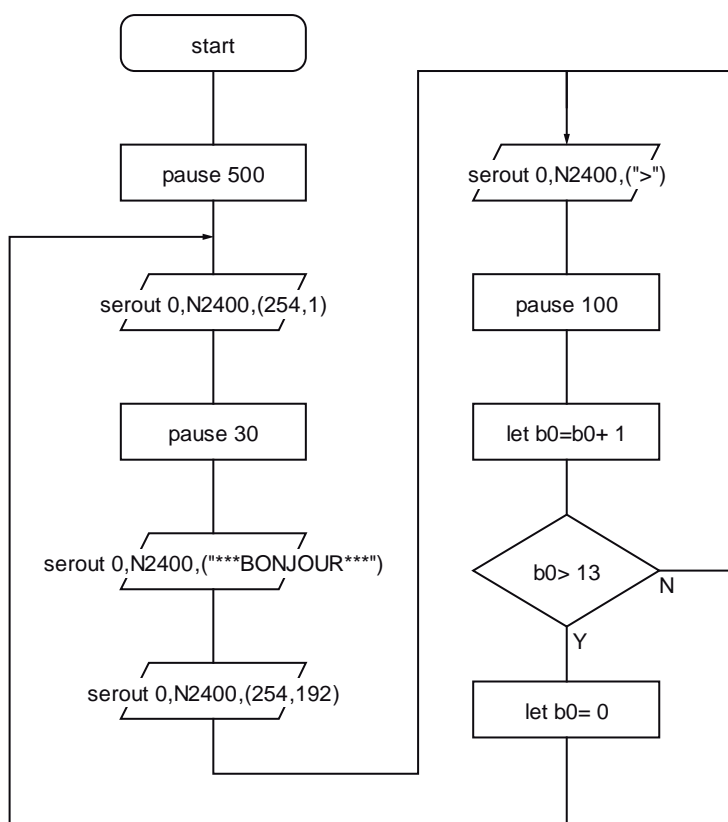 start
pause 500
serout 0,N2400,(254,1)
pause 30
serout 0,N2400,("***BONJOUR***")
serout 0,N2400,(254,192)
serout 0,N2400,(">")
pause 100
let b0=b0+ 1
b0> 13
N
Y
let b0= 0